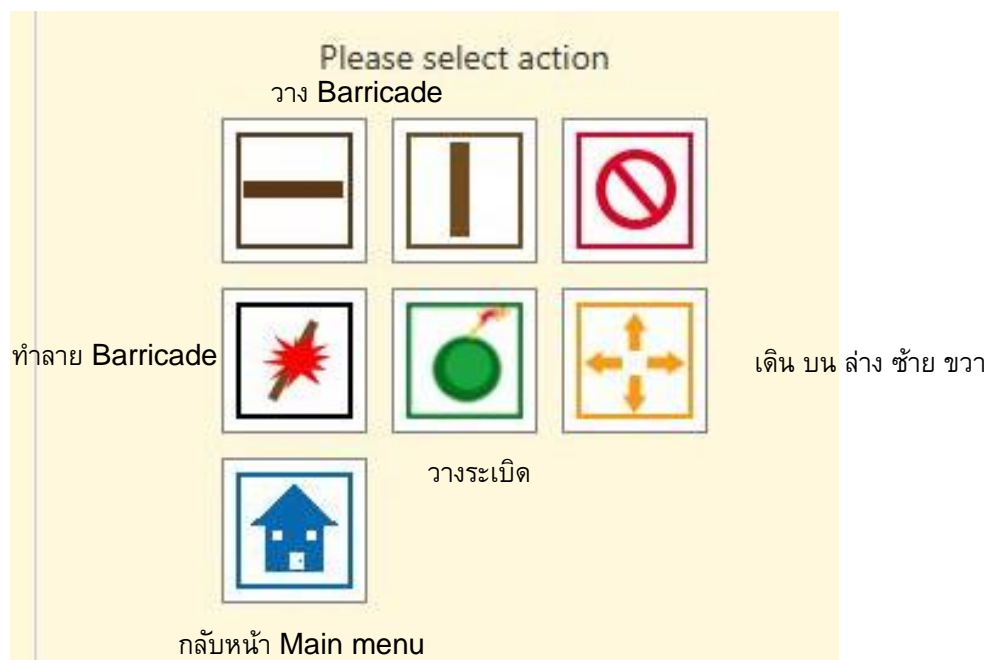 Please select action
วาง Barricade
ทำลาย Barricade
เดิน บน ล่าง ซ้าย ขวา
วางระเบิด
กลับหน้า Main menu